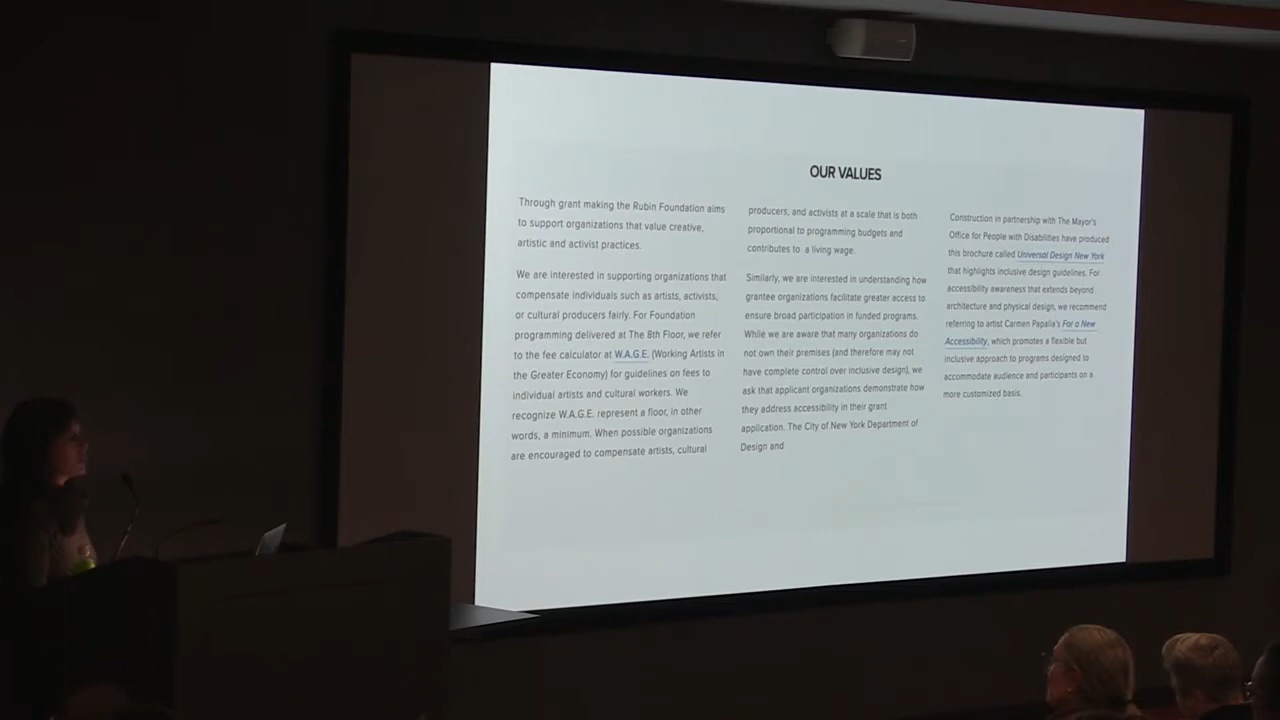 OUR VALUES
Through grant making the Rubin Foundation aims
to support organizations that value creative,
artistic and activist practices.
We are interested in supporting organizations that
compensate individuals such as artists, activists,
or cultural producers fairly. For Foundation
programming delivered at The 8th Floor, we refer
to the fee calculator at W.A.G.E. (Working Artists in
the Greater Economy) for guidelines on fees to
individual artists and cultural workers. We
recognize W.A.G.E. represent a floor, in other
words, a minimum. When possible organizations
are encouraged to compensate artists, cultural
producers, and activists at a scale that is both
proportional to programming budgets and
contributes to a living wage.
Similarly, we are interested in understanding how
grantee organizations facilitate greater access to
ensure broad participation in funded programs.
While we are aware that many organizations do
not own their premises (and therefore may not
have complete control over inclusive design), we
ask that applicant organizations demonstrate how
they address accessibility in their grant
application. The City of New York Department of
Design and
Construction in partnership with The Mayor's
Office for People with Disabilities have produced
this brochure called Universal Design New York
that highlights inclusive design guidelines. For
accessibility awareness that extends beyond
architecture and physical design, we recommend
referring to artist Carmen Papalia's For a New
Accessibility, which promotes a flexible but
inclusive approach to programs designed to
accommodate audience and participants on a
more customized basis.